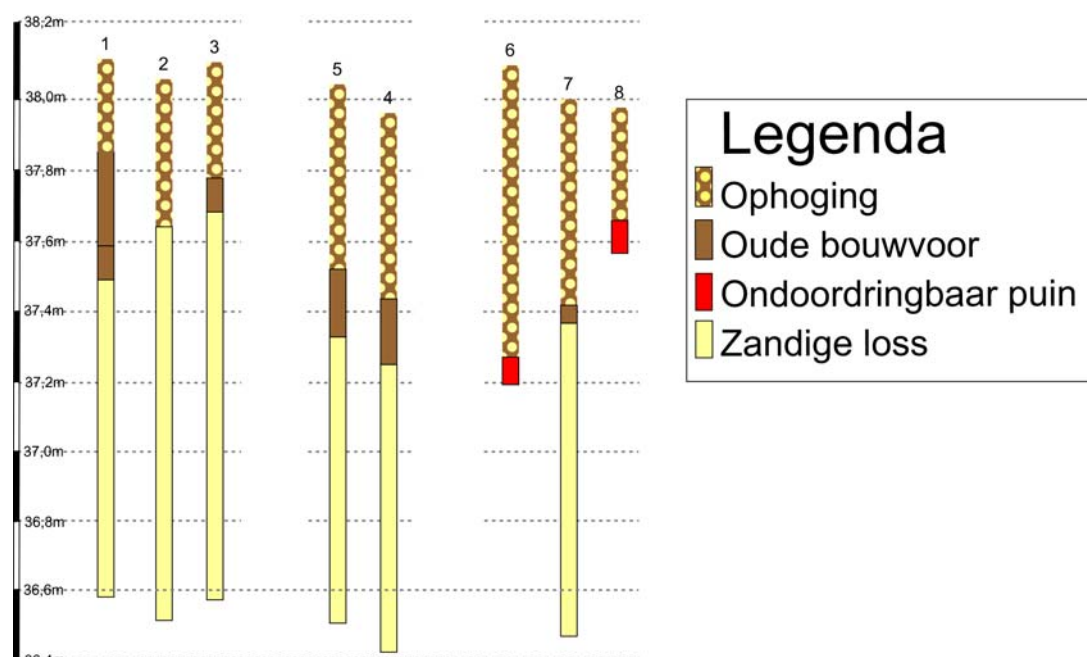 38,2m
38,0m
37,8m
37,6m
37,4m
37,2m
37,0m
36,8m
36,6m
1
2
3
5
4
6
7
8
Legenda
Ophoging
Oude bouwvoor
Ondoordringbaar puin
Zandige loss